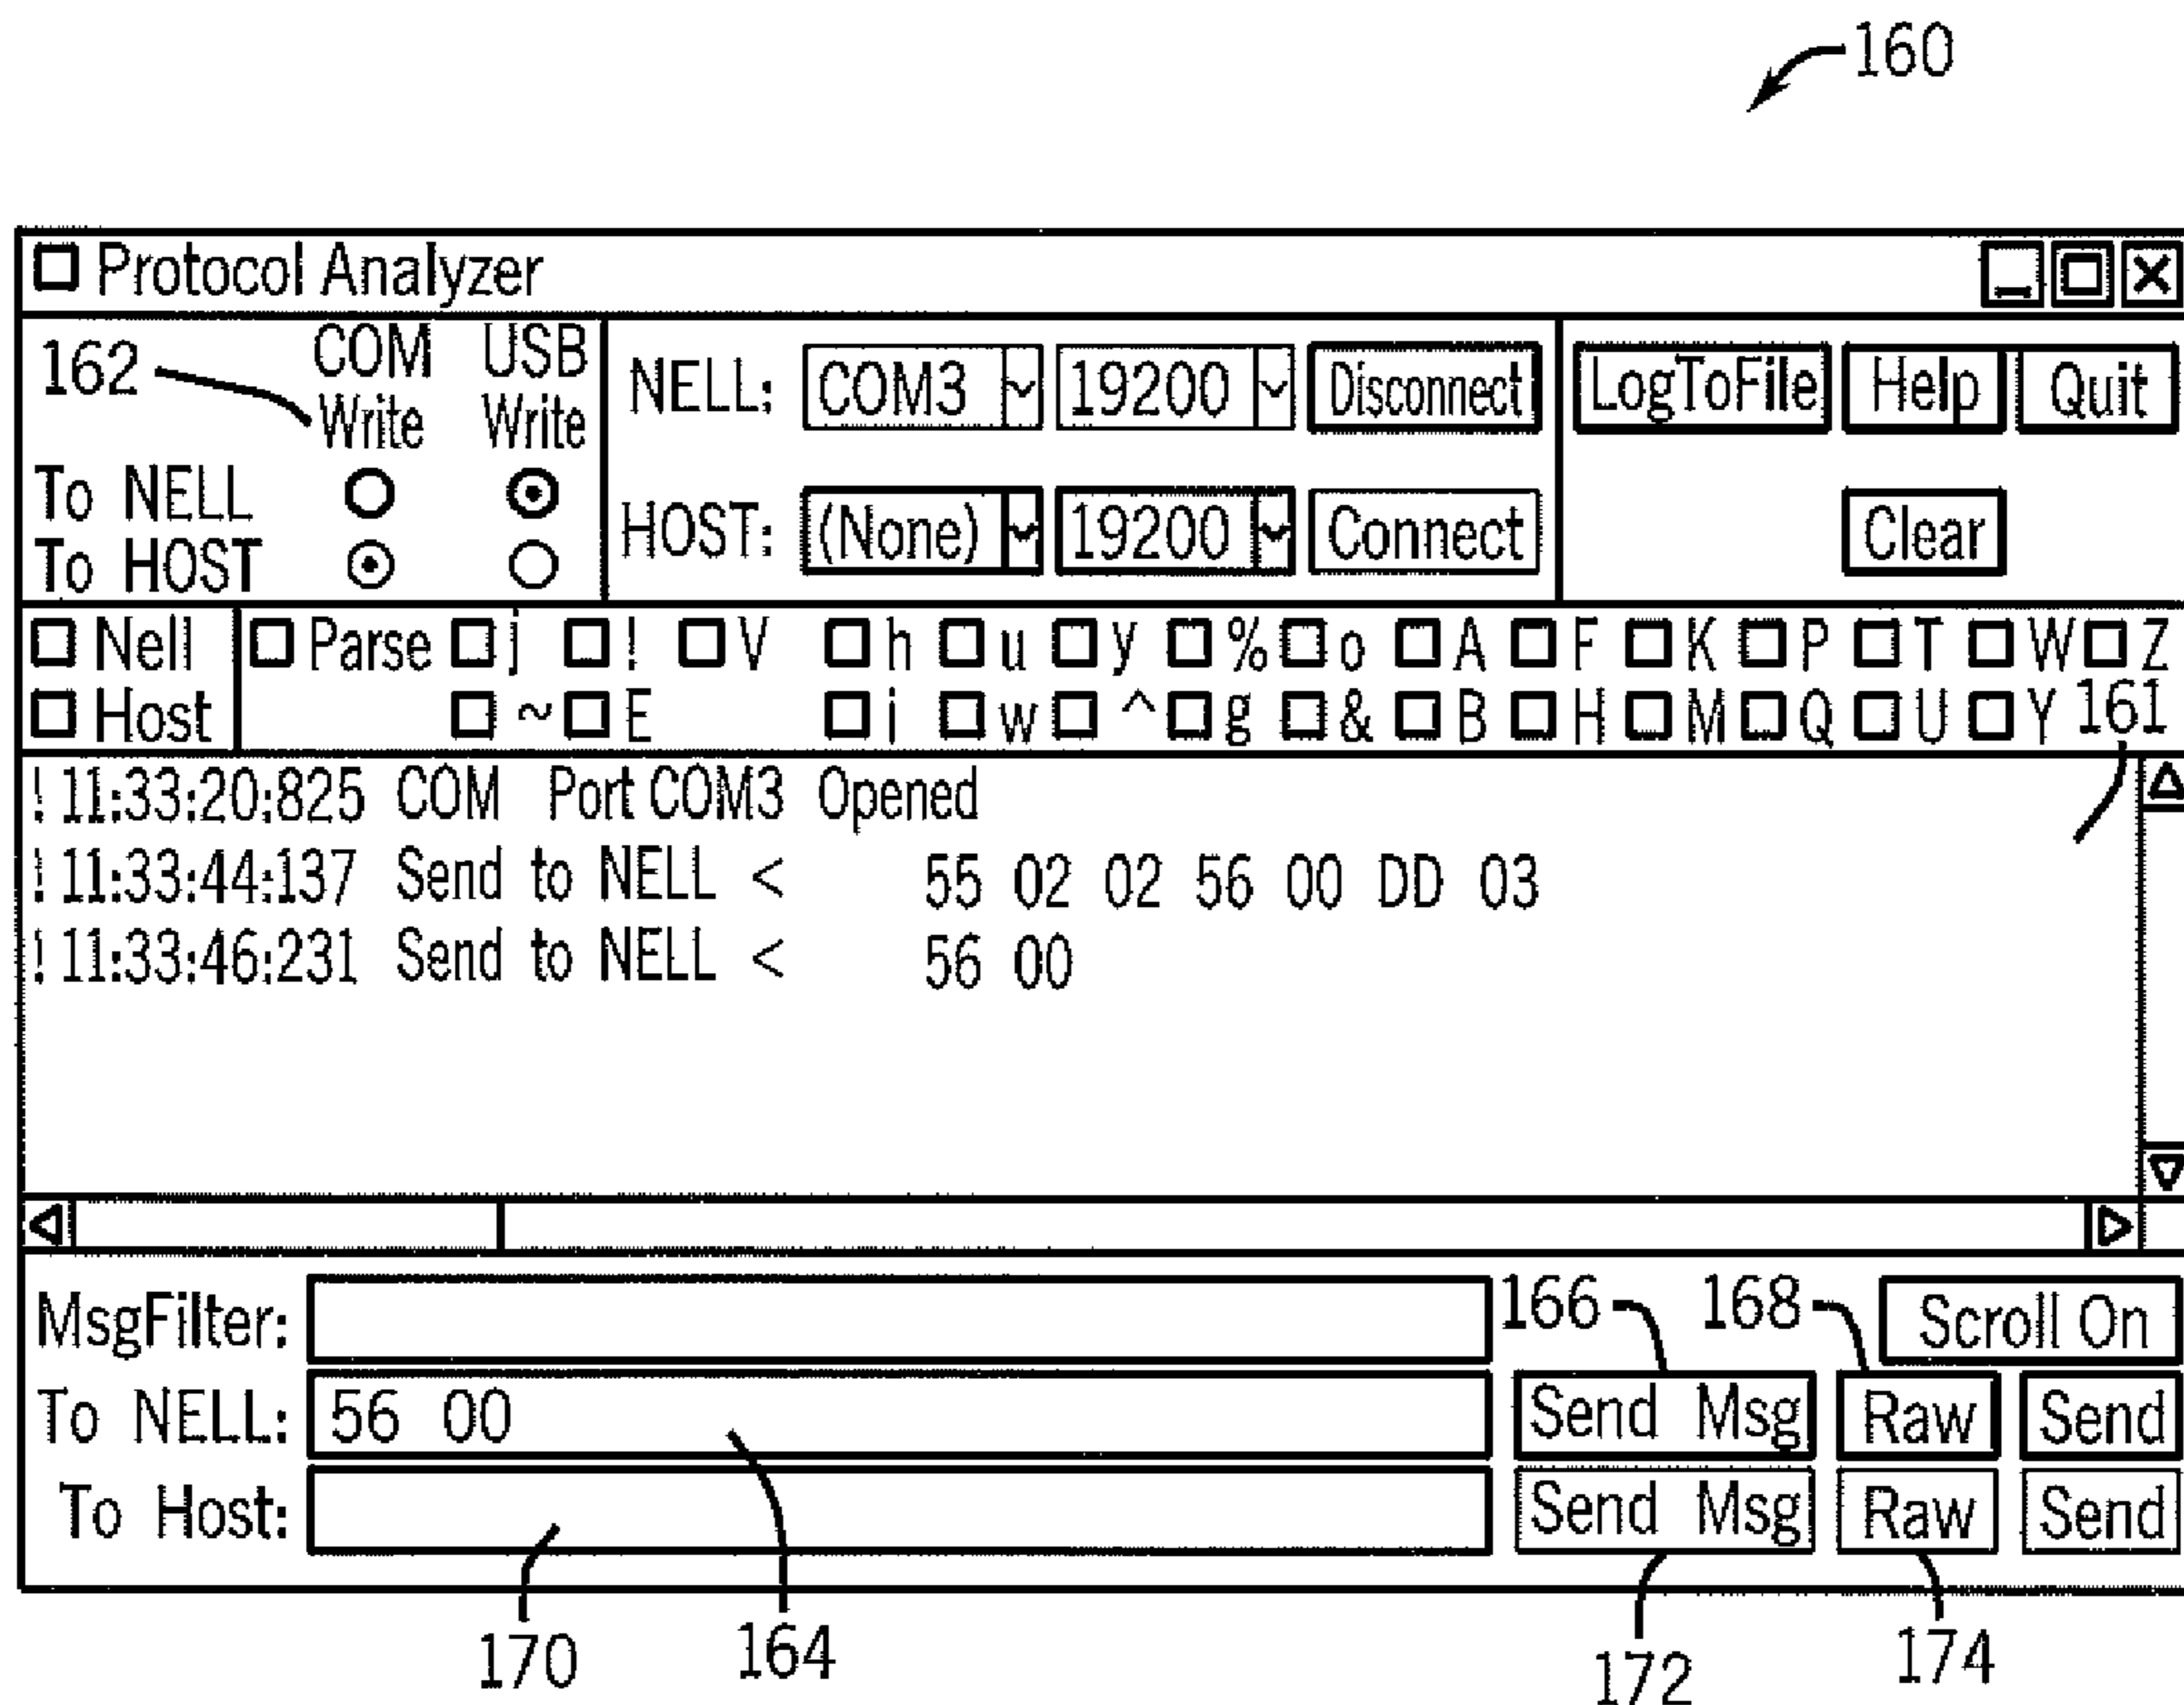 160
Protocol Analyzer
162 COM USB
Write Write
To NELL
To HOST
NELL: COM3 19200 Disconnect
HOST: (None) 19200 Connect
LogToFile Help Quit
Clear
Nell Parse j ! V h u y % o A F K P T W Z
Host ~ E i w ^ g & B H M Q U Y 161
! 11:33:20:825 COM Port COM3 Opened
! 11:33:44:137 Send to NELL < 55 02 02 56 00 DD 03
! 11:33:46:231 Send to NELL < 56 00
MsgFilter: 166 168 Scroll On
To NELL: 56 00 Send Msg Raw Send
To Host: Send Msg Raw Send
170 164 172 174